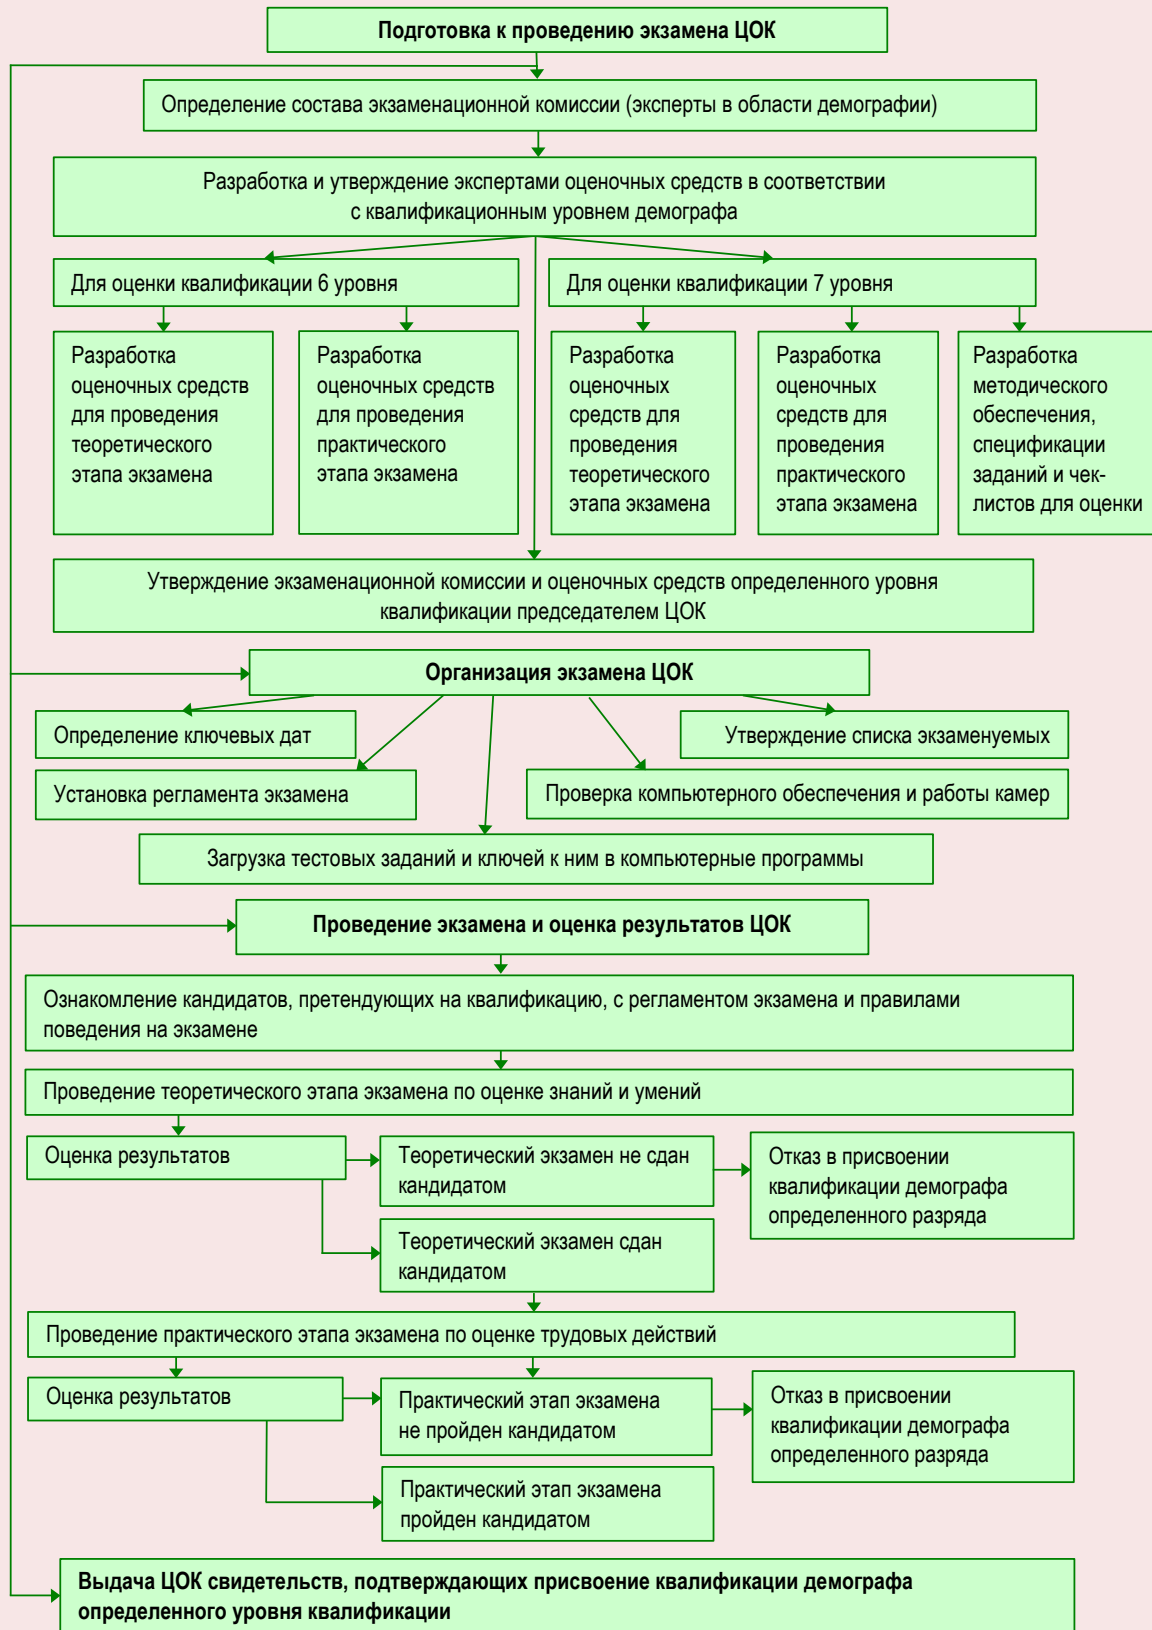 Подготовка к проведению экзамена ЦОК
Определение состава экзаменационной комиссии (эксперты в области демографии)
Разработка и утверждение экспертами оценочных средств в соответствии
с квалификационным уровнем демографа
Для оценки квалификации 6 уровня
Для оценки квалификации 7 уровня
Разработка
оценочных средств
для проведения
теоретического
этапа экзамена
Разработка
оценочных средств
для проведения
практического
этапа экзамена
Разработка
оценочных
средств для
проведения
теоретического
этапа экзамена
Разработка
оценочных
средств для
проведения
практического
этапа экзамена
Разработка
методического
обеспечения,
спецификации
заданий и чек-
листов для оценки
Утверждение экзаменационной комиссии и оценочных средств определенного уровня
квалификации председателем ЦОК
Организация экзамена ЦОК
Определение ключевых дат
Утверждение списка экзаменуемых
Установка регламента экзамена
Проверка компьютерного обеспечения и работы камер
Загрузка тестовых заданий и ключей к ним в компьютерные программы
Проведение экзамена и оценка результатов ЦОК
Ознакомление кандидатов, претендующих на квалификацию, с регламентом экзамена и правилами
поведения на экзамене
Проведение теоретического этапа экзамена по оценке знаний и умений
Оценка результатов
Теоретический экзамен не сдан
кандидатом
Отказ в присвоении
квалификации демографа
определенного разряда
Теоретический экзамен сдан
кандидатом
Проведение практического этапа экзамена по оценке трудовых действий
Оценка результатов
Практический этап экзамена
не пройден кандидатом
Отказ в присвоении
квалификации демографа
определенного разряда
Практический этап экзамена
пройден кандидатом
Выдача ЦОК свидетельств, подтверждающих присвоение квалификации демографа
определенного уровня квалификации